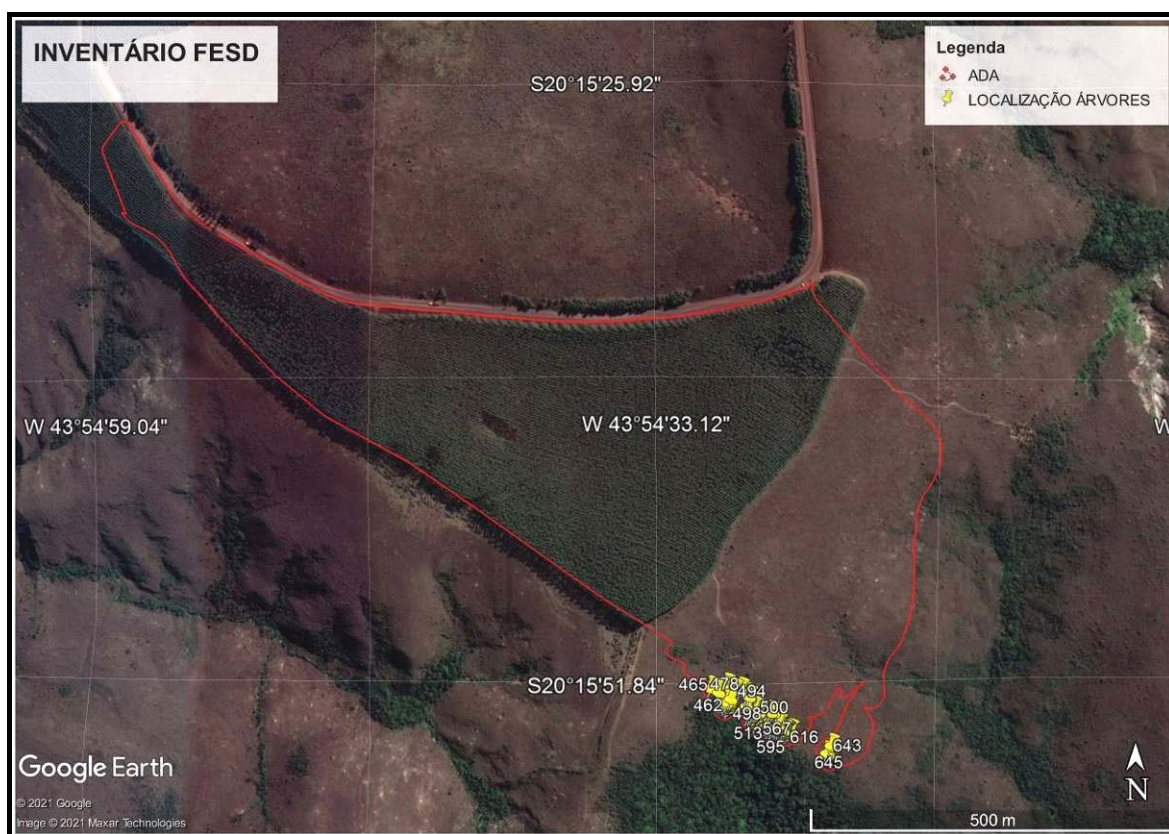 INVENTÁRIO FESD
Legenda
ADA
LOCALIZAÇÃO ÁRVORES
S20°15'25.92"
W 43°54'59.04"
W 43°54'33.12"
W
S20°15'51.84"
465
478
494
462
498
500
513
567
616
595
643
645
Google Earth
© 2021 Google
Image © 2021 Maxar Technologies
N
500 m